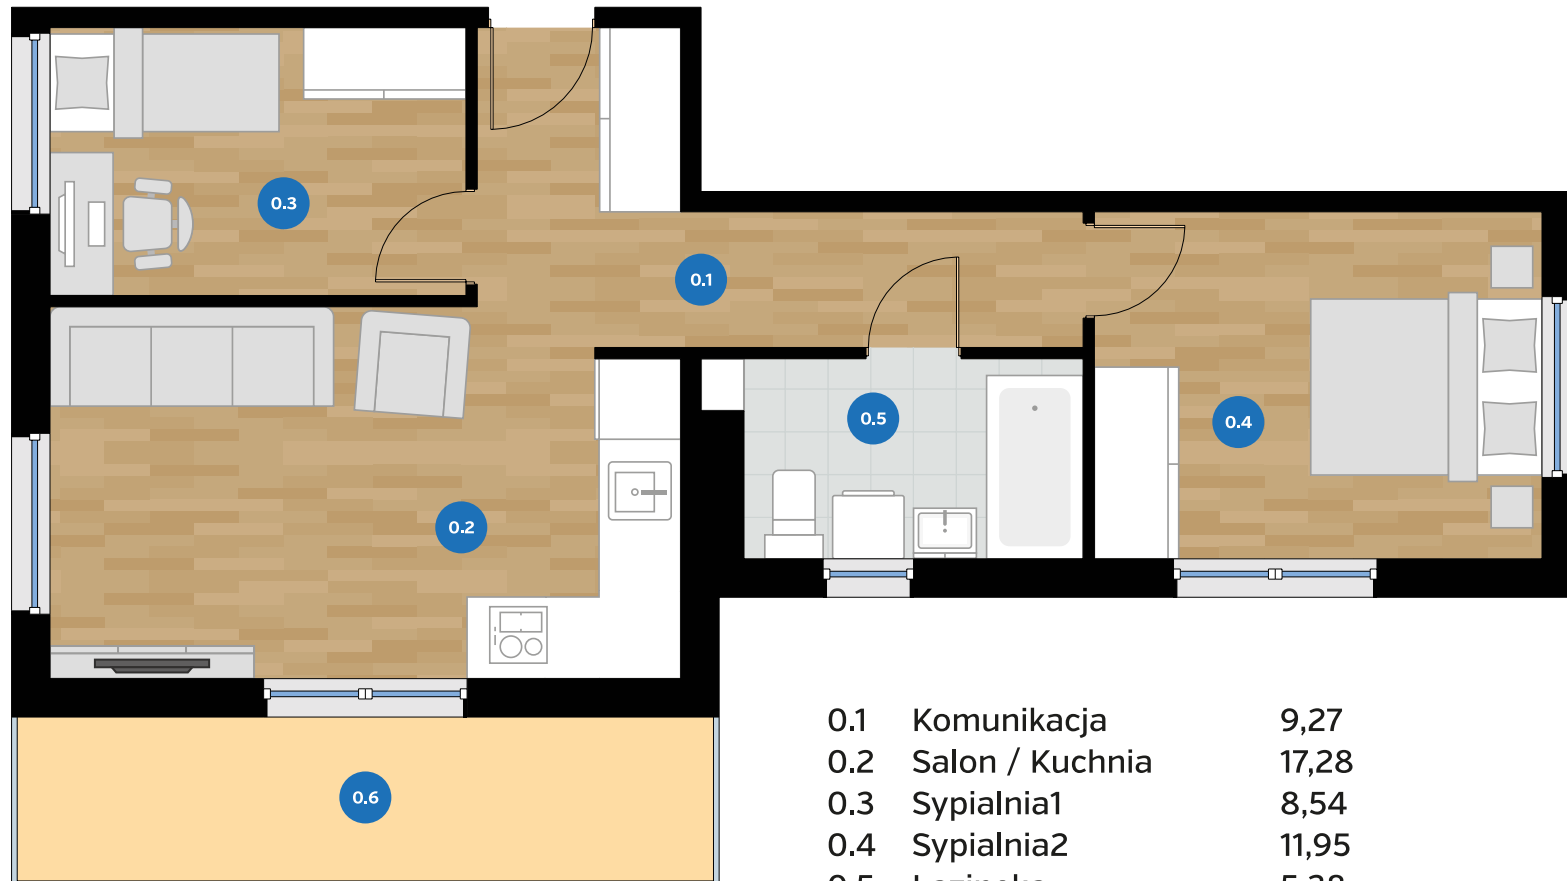 0.3
0.1
0.5
0.4
0.2
0.6
0.1 Komunikacja 9,27
0.2 Salon / Kuchnia 17,28
0.3 Sypialnia1 8,54
0.4 Sypialnia2 11,95